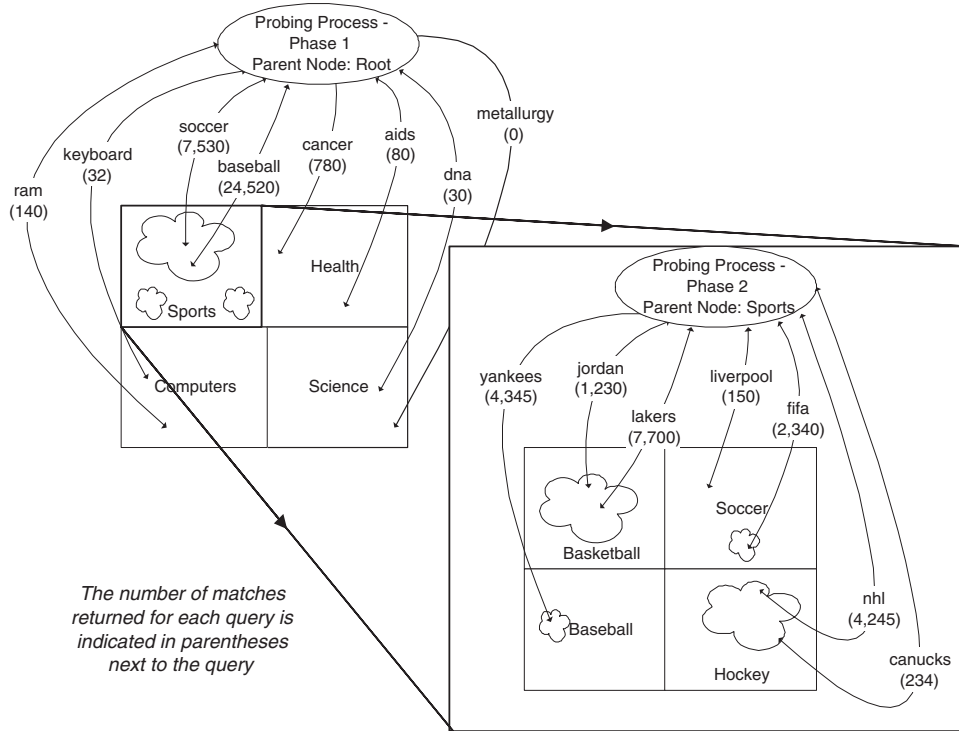 Probing Process -
Phase 1
Parent Node: Root
metallurgy
(0)
soccer
(7,530)
cancer
(780)
aids
(80)
keyboard
(32)
baseball
(24,520)
dna
(30)
ram
(140)
Health
Sports
Computers
Science
Probing Process -
Phase 2
Parent Node: Sports
yankees
(4,345)
jordan
(1,230)
liverpool
(150)
lakers
(7,700)
fifa
(2,340)
Soccer
Basketball
Baseball
Hockey
nhl
(4,245)
canucks
(234)
The number of matches
returned for each query is
indicated in parentheses
next to the query